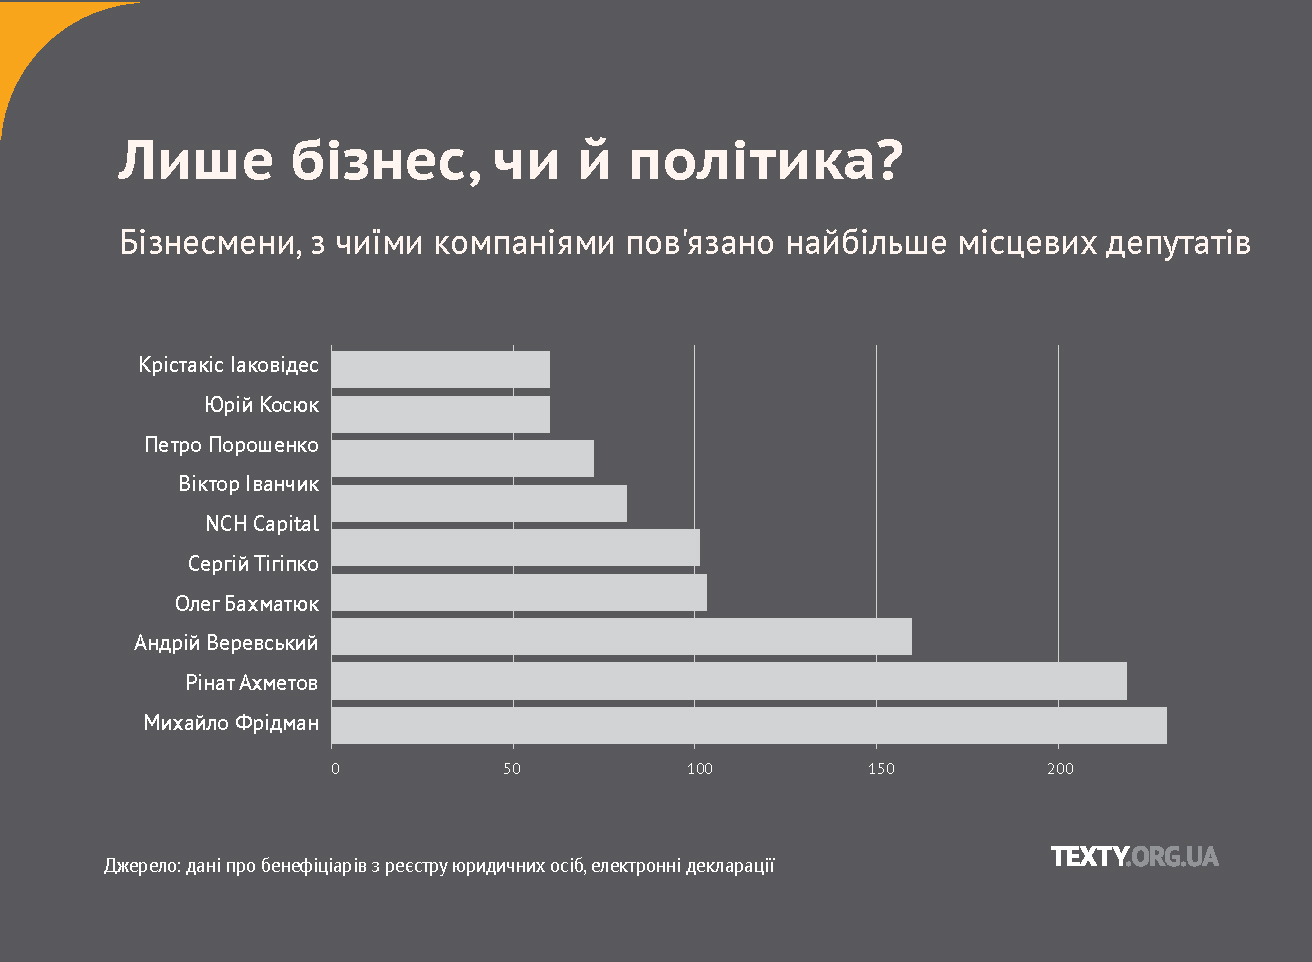 Лише бізнес, чи й політика?
Бізнесмени, з чиїми компаніями пов'язано найбільше місцевих депутатів
Крістакіс Іаковідес
Юрій Косюк
Петро Порошенко
Віктор Іванчик
NCH Capital
Сергій Тігіпко
Олег Бахматюк
Андрій Веревський
Рінат Ахметов
Михайло Фрідман
0 50 100 150 200
Джерело: дані про бенефіціарів з реєстру юридичних осіб, електронні декларації
TEXTY.ORG.UA